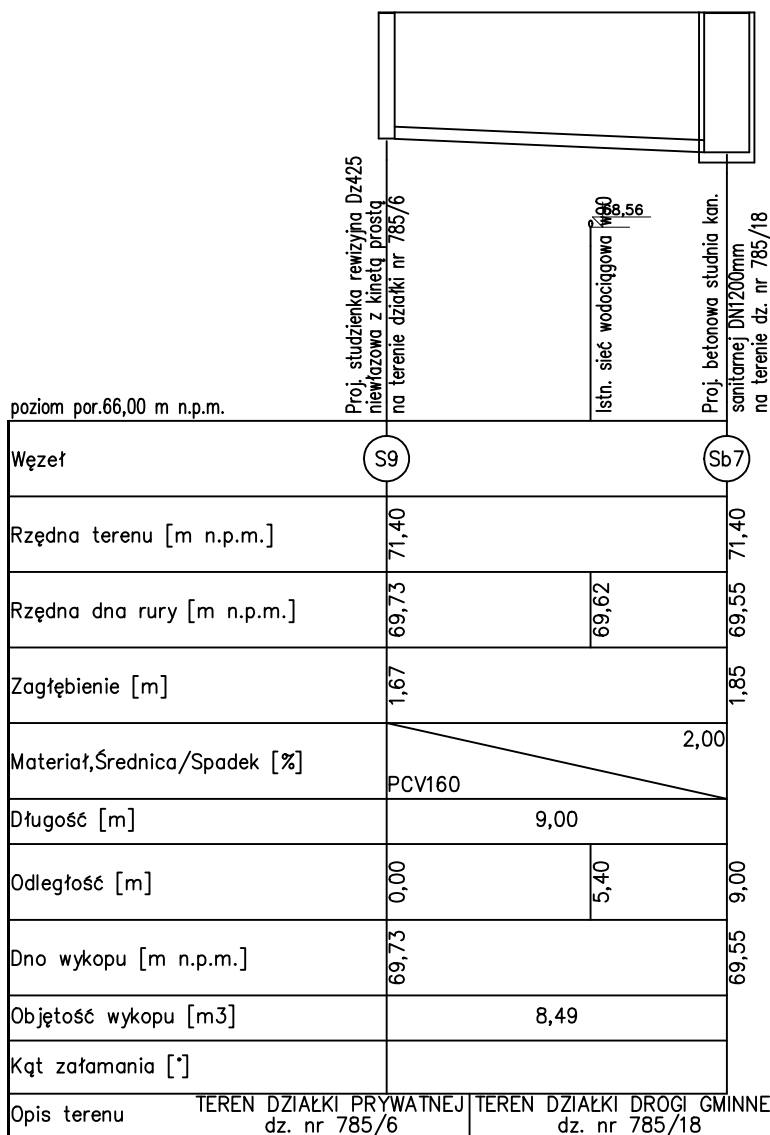 Proj. studzienka rewizyjna Dz425
niewłazowa z kinetą prostą
na terenie działki nr 785/6
68,56
Istn. sieć wodociągowa
Proj. betonowa studnia kan.
sanitarnej DN1200mm
na terenie dz. nr 785/18
poziom por.66,00 m n.p.m.
Węzeł S9 Sb7
Rzędna terenu [m n.p.m.] 71,40 71,40
Rzędna dna rury [m n.p.m.] 69,73 69,62 69,55
Zagłębienie [m] 1,67 1,85
Materiał,Średnica/Spadek [%] PCV160 2,00
Długość [m] 9,00
Odległość [m] 0,00 5,40 9,00
Dno wykopu [m n.p.m.] 69,73 69,55
Objętość wykopu [m3] 8,49
Kąt załamania [°]
Opis terenu
TEREN DZIAŁKI PRYWATNEJ
dz. nr 785/6
TEREN DZIAŁKI DROGI GMINNE
dz. nr 785/18